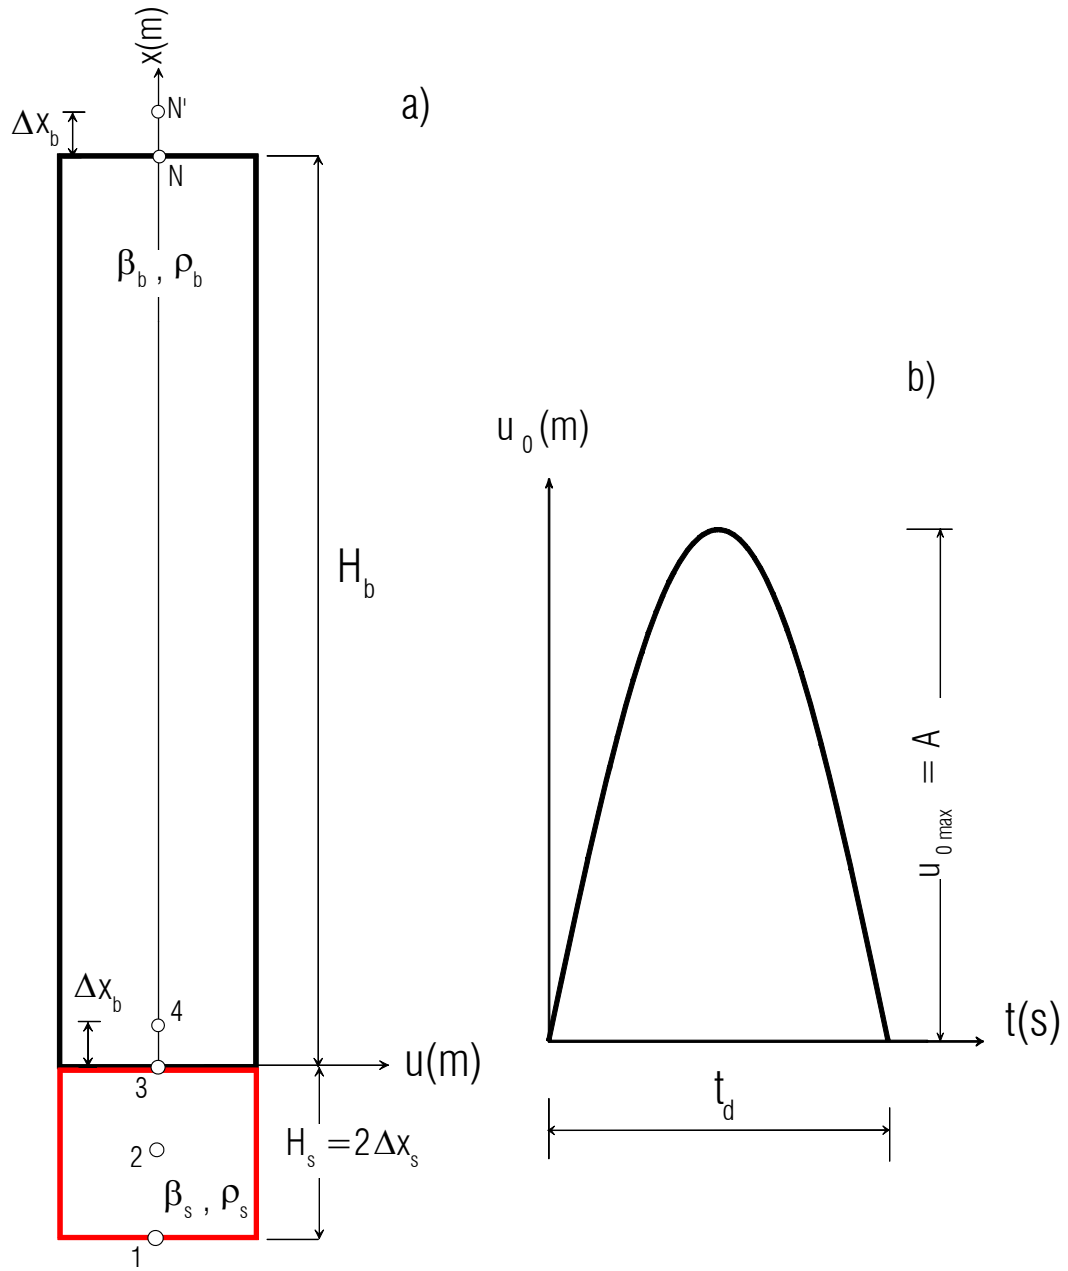 x(m)
N'
a)
Δx_b
N
β_b , ρ_b
b)
u_0 (m)
H_b
u_0 max = A
Δx_b
4
t(s)
u(m)
3
t_d
H_s = 2Δx_s
2
β_s , ρ_s
1